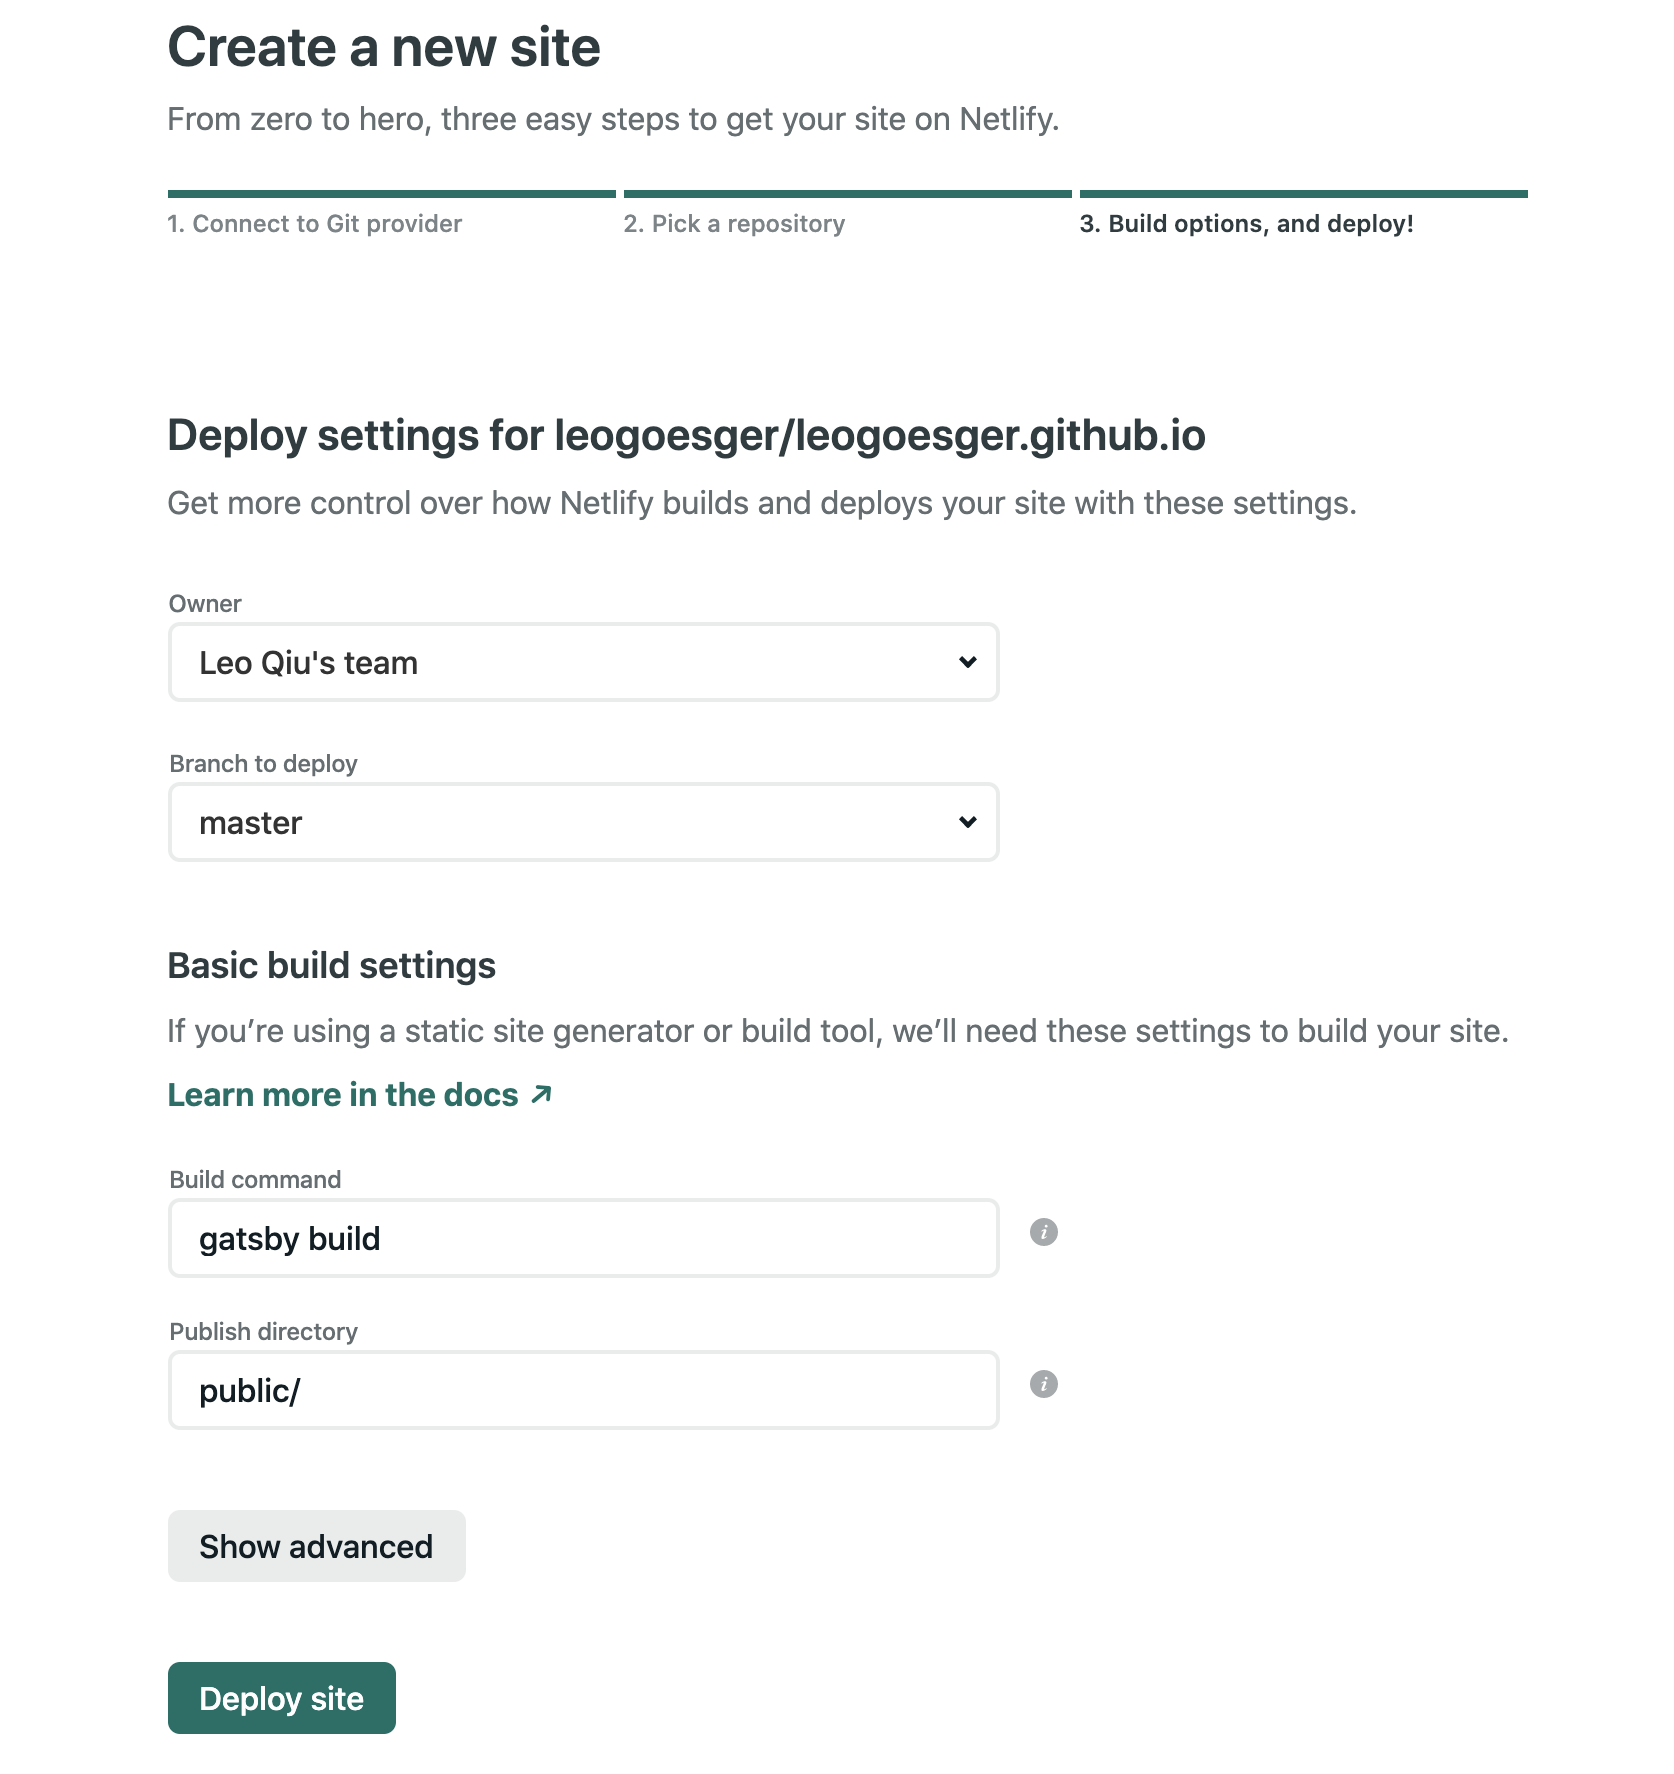 Create a new site
From zero to hero, three easy steps to get your site on Netlify.
1. Connect to Git provider
2. Pick a repository
3. Build options, and deploy!
Deploy settings for leogoesger/leogoesger.github.io
Get more control over how Netlify builds and deploys your site with these settings.
Owner
Leo Qiu's team
Branch to deploy
master
Basic build settings
If you’re using a static site generator or build tool, we’ll need these settings to build your site.
Learn more in the docs ↗
Build command
gatsby build
i
Publish directory
public/
i
Show advanced
Deploy site